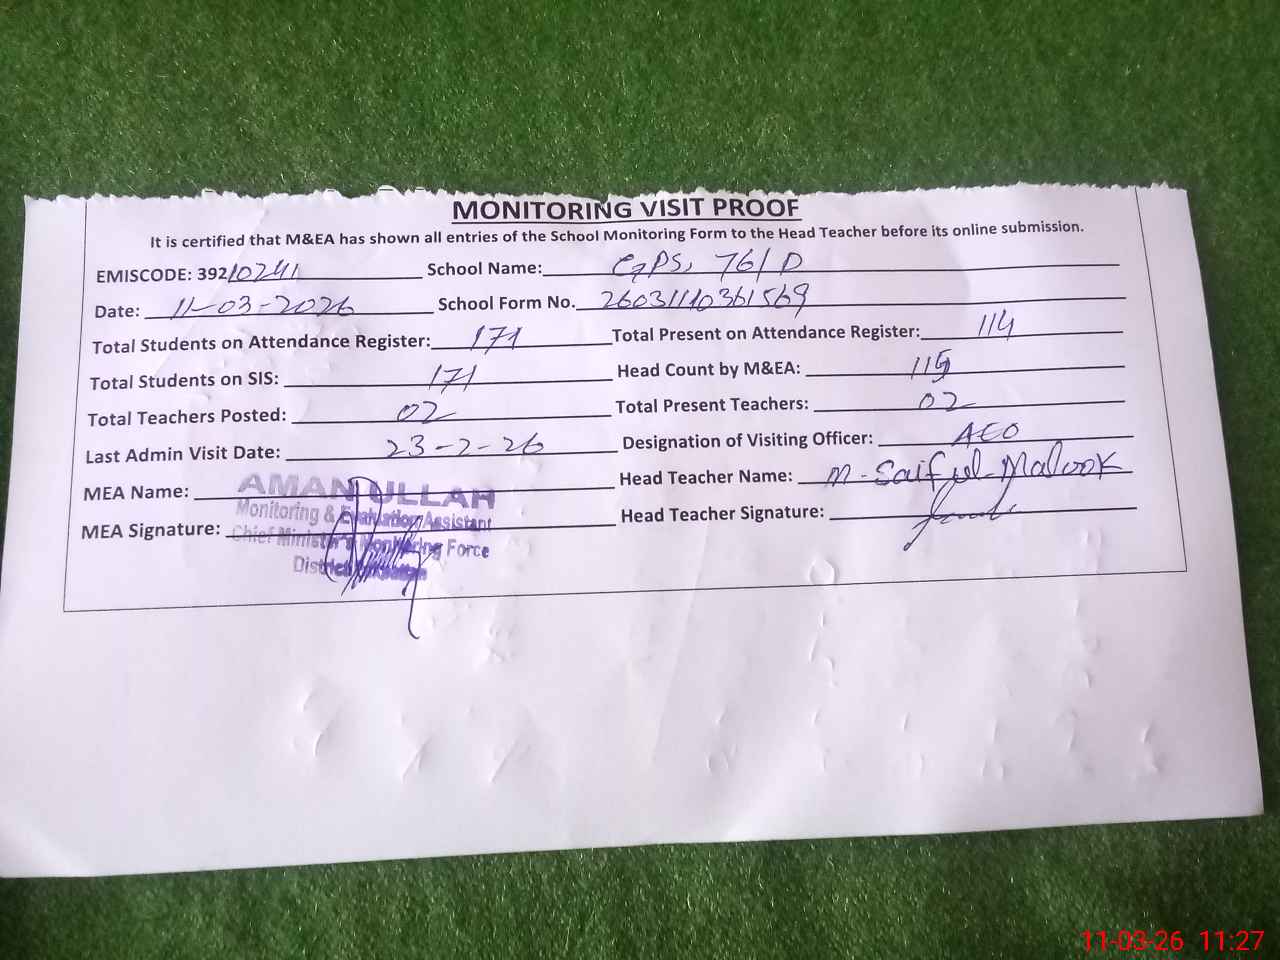 MONITORING VISIT PROOF
It is certified that M&EA has shown all entries of the School Monitoring Form to the Head Teacher before its online submission.
EMISCODE: 39210241 School Name: GPS, 76/D
Date: 11-03-2026 School Form No. 26031110361569
Total Students on Attendance Register: 171 Total Present on Attendance Register: 114
Total Students on SIS: 171 Head Count by M&EA: 115
Total Teachers Posted: 02 Total Present Teachers: 02
Last Admin Visit Date: 23-2-26 Designation of Visiting Officer: AEO
MEA Name: AMANULLAH Head Teacher Name: M-Saif ul Malook
Monitoring & Evaluation Assistant
MEA Signature: Chief Minister's Monitoring Force Head Teacher Signature:
District
11-03-26 11:27